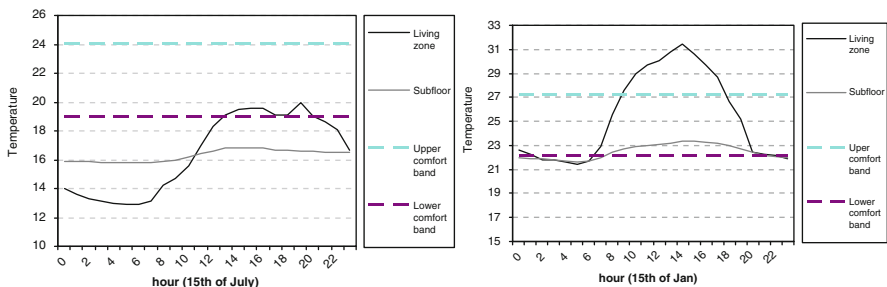 26
24
22
20
18
16
14
12
10
Temperature
0
2
4
6
8
10
12
14
16
18
20
22
hour (15th of July)
Living
zone
Subfloor
Upper
comfort
band
Lower
comfort
band
33
31
29
27
25
23
21
19
17
15
Temperature
0
2
4
6
8
10
12
14
16
18
20
22
hour (15th of Jan)
Living
zone
Subfloor
Uper
comfort
band
Lower
comfort
band